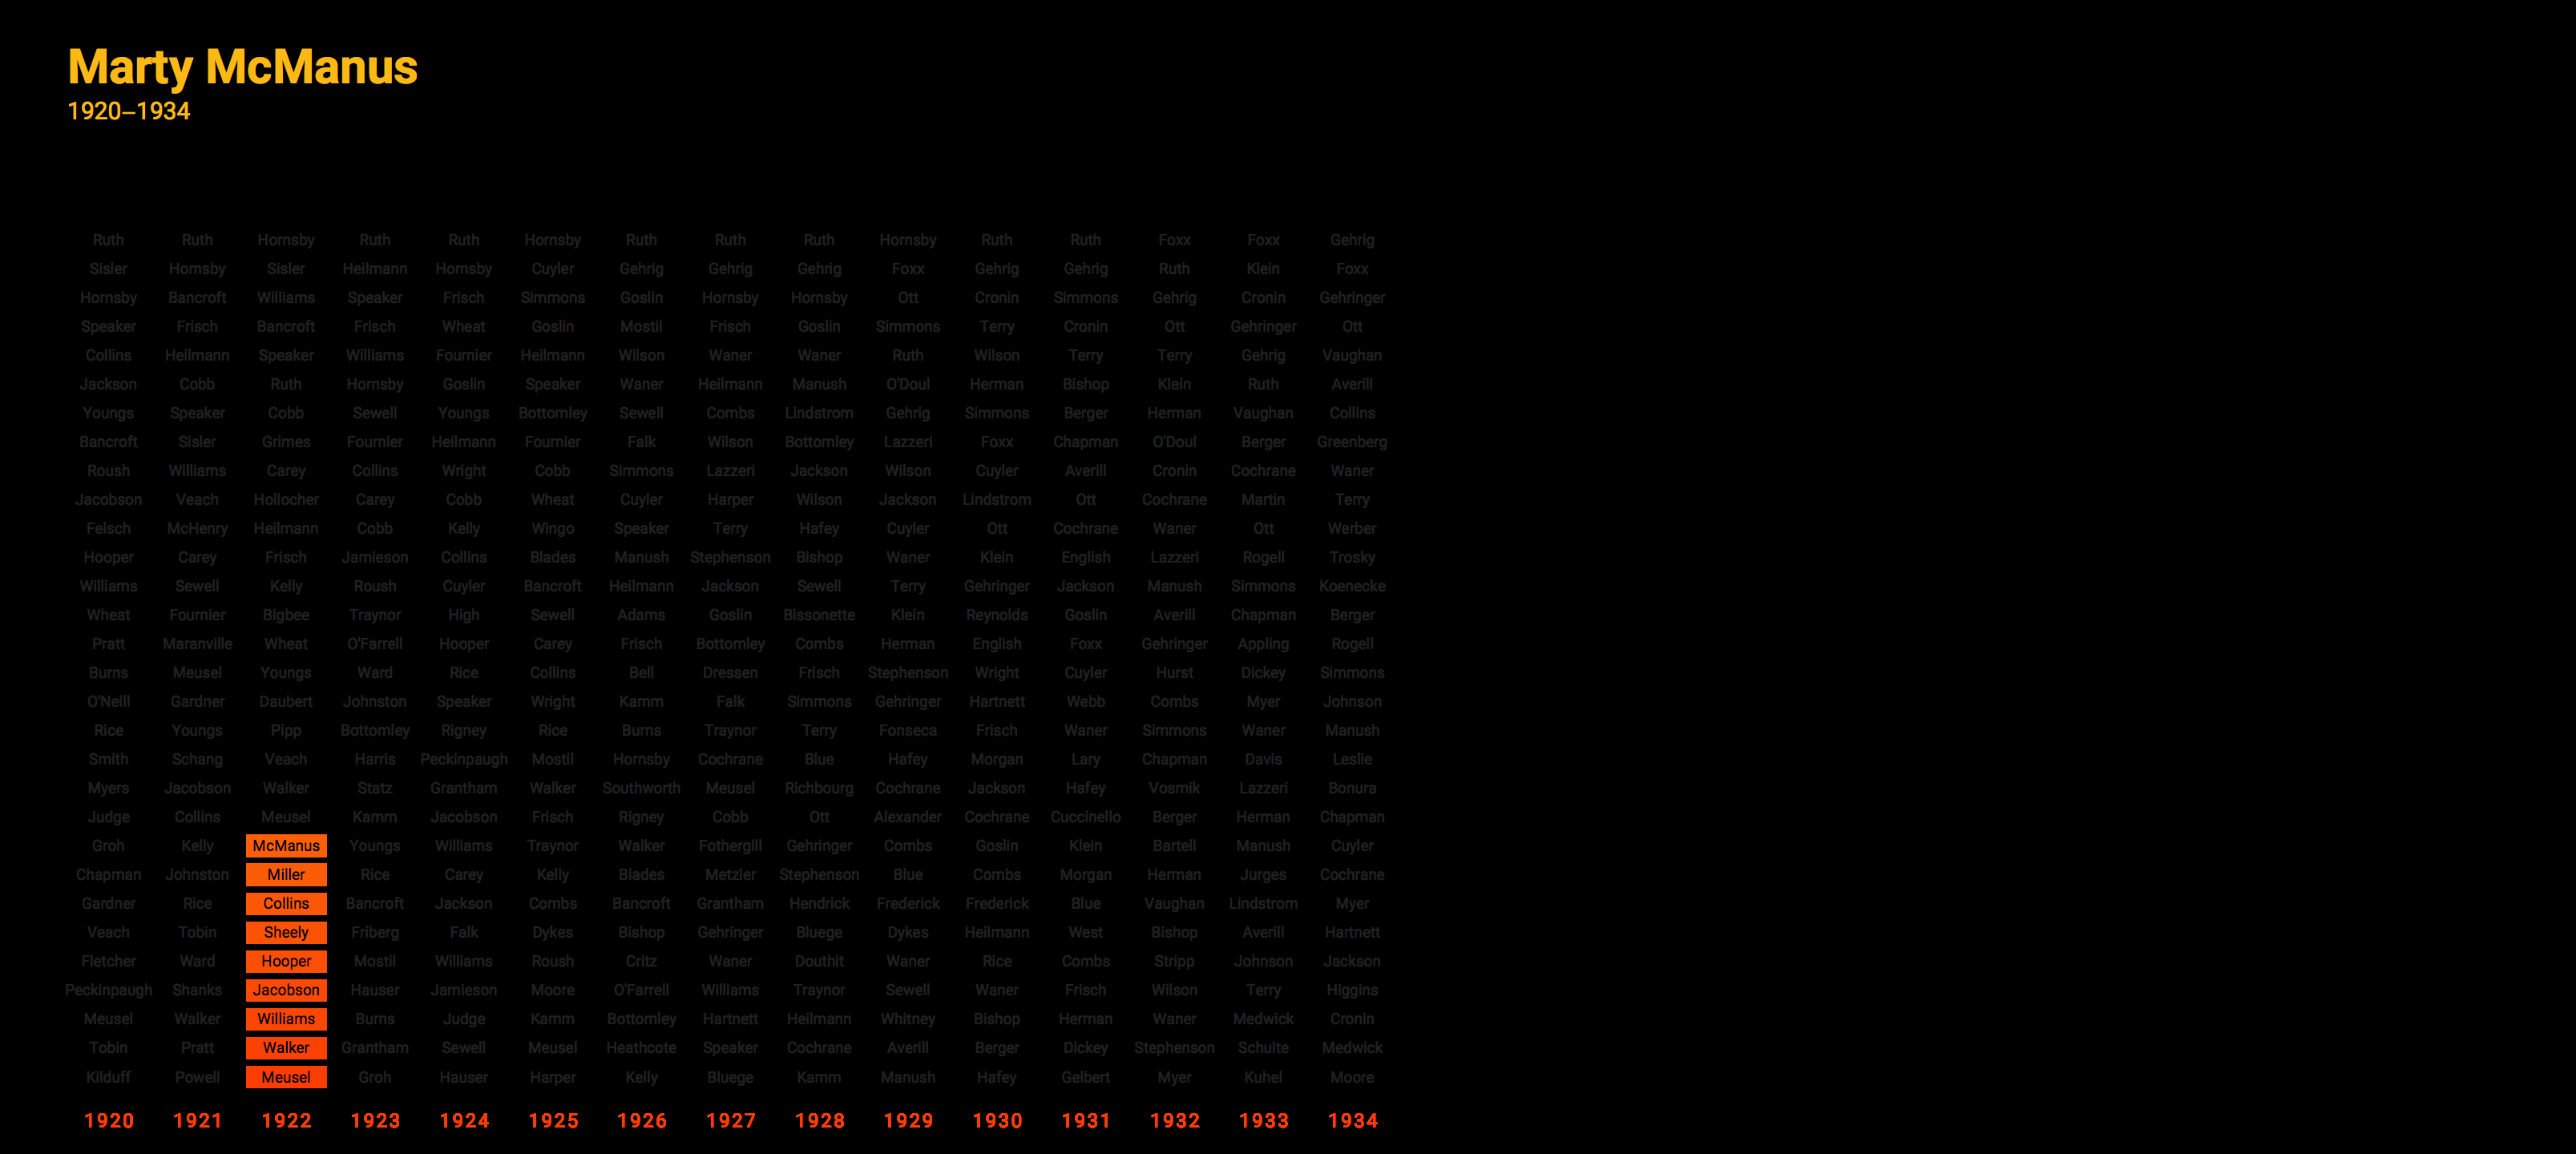 Marty McManus
1920–1934
Ruth Ruth Hornsby Ruth Ruth Hornsby Ruth Ruth Ruth Hornsby Ruth Ruth Foxx Foxx Gehrig
Sisler Hornsby Sisler Heilmann Hornsby Cuyler Gehrig Gehrig Gehrig Foxx Gehrig Gehrig Ruth Klein Foxx
Hornsby Bancroft Williams Speaker Frisch Simmons Goslin Hornsby Hornsby Ott Cronin Simmons Gehrig Cronin Gehringer
Speaker Frisch Bancroft Frisch Wheat Goslin Mostil Frisch Goslin Simmons Terry Cronin Ott Gehringer Ott
Collins Heilmann Speaker Williams Fournier Heilmann Wilson Waner Waner Ruth Wilson Terry Terry Gehrig Vaughan
Jackson Cobb Ruth Hornsby Goslin Speaker Waner Heilmann Manush O'Doul Herman Bishop Klein Ruth Averill
Youngs Speaker Cobb Sewell Youngs Bottomley Sewell Combs Lindstrom Gehrig Simmons Berger Herman Vaughan Collins
Bancroft Sisler Grimes Fournier Heilmann Fournier Falk Wilson Bottomley Lazzeri Foxx Chapman O'Doul Berger Greenberg
Roush Williams Carey Collins Wright Cobb Simmons Lazzeri Jackson Wilson Cuyler Averill Cronin Cochrane Waner
Jacobson Veach Hollocher Carey Cobb Wheat Cuyler Harper Wilson Jackson Lindstrom Ott Cochrane Martin Terry
Felsch McHenry Heilmann Cobb Kelly Wingo Speaker Terry Hafey Cuyler Ott Cochrane Waner Ott Werber
Hooper Carey Frisch Jamieson Collins Blades Manush Stephenson Bishop Waner Klein English Lazzeri Rogell Trosky
Williams Sewell Kelly Roush Cuyler Bancroft Heilmann Jackson Sewell Terry Gehringer Jackson Manush Simmons Koenecke
Wheat Fournier Bigbee Traynor High Sewell Adams Goslin Bissonette Klein Reynolds Goslin Averill Chapman Berger
Pratt Maranville Wheat O'Farrell Hooper Carey Frisch Bottomley Combs Herman English Foxx Gehringer Appling Rogell
Burns Meusel Youngs Ward Rice Collins Bell Dressen Frisch Stephenson Wright Cuyler Hurst Dickey Simmons
O'Neill Gardner Daubert Johnston Speaker Wright Kamm Falk Simmons Gehringer Hartnett Webb Combs Myer Johnson
Rice Youngs Pipp Bottomley Rigney Rice Burns Traynor Terry Fonseca Frisch Waner Simmons Waner Manush
Smith Schang Veach Harris Peckinpaugh Mostil Hornsby Cochrane Blue Hafey Morgan Lary Chapman Davis Leslie
Myers Jacobson Walker Statz Grantham Walker Southworth Meusel Richbourg Cochrane Jackson Hafey Vosmik Lazzeri Bonura
Judge Collins Meusel Kamm Jacobson Frisch Rigney Cobb Ott Alexander Cochrane Cuccinello Berger Herman Chapman
Groh Kelly McManus Youngs Williams Traynor Walker Fothergill Gehringer Combs Goslin Klein Bartell Manush Cuyler
Chapman Johnston Miller Rice Carey Kelly Blades Metzler Stephenson Blue Combs Morgan Herman Jurges Cochrane
Gardner Rice Collins Bancroft Jackson Combs Bancroft Grantham Hendrick Frederick Frederick Blue Vaughan Lindstrom Myer
Veach Tobin Sheely Friberg Falk Dykes Bishop Gehringer Bluege Dykes Heilmann West Bishop Averill Hartnett
Fletcher Ward Hooper Mostil Williams Roush Critz Waner Douthit Waner Rice Combs Stripp Johnson Jackson
Peckinpaugh Shanks Jacobson Hauser Jamieson Moore O'Farrell Williams Traynor Sewell Waner Frisch Wilson Terry Higgins
Meusel Walker Williams Burns Judge Kamm Bottomley Hartnett Heilmann Whitney Bishop Herman Waner Medwick Cronin
Tobin Pratt Walker Grantham Sewell Meusel Heathcote Speaker Cochrane Averill Berger Dickey Stephenson Schulte Medwick
Kilduff Powell Meusel Groh Hauser Harper Kelly Bluege Kamm Manush Hafey Gelbert Myer Kuhel Moore
1920 1921 1922 1923 1924 1925 1926 1927 1928 1929 1930 1931 1932 1933 1934